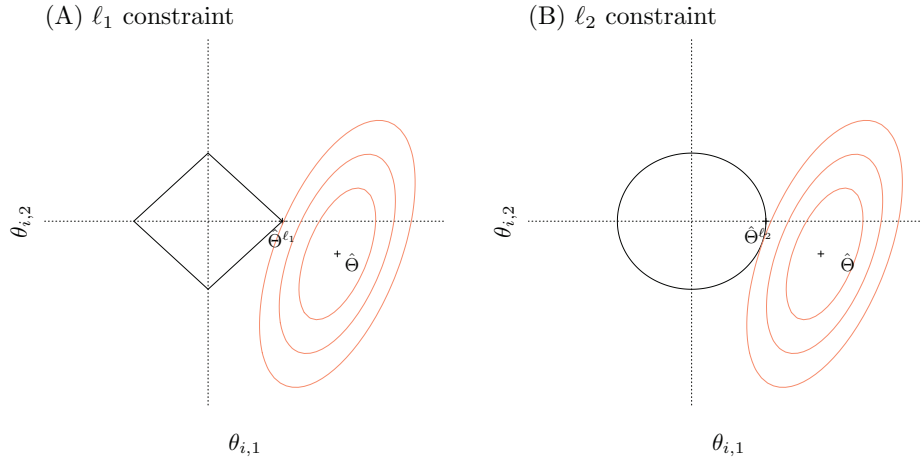 (A) ℓ₁ constraint
(B) ℓ₂ constraint
θᵢ,₂
Θ̂^ℓ₁
Θ̂
θᵢ,₂
Θ̂^ℓ₂
Θ̂
θᵢ,₁
θᵢ,₁